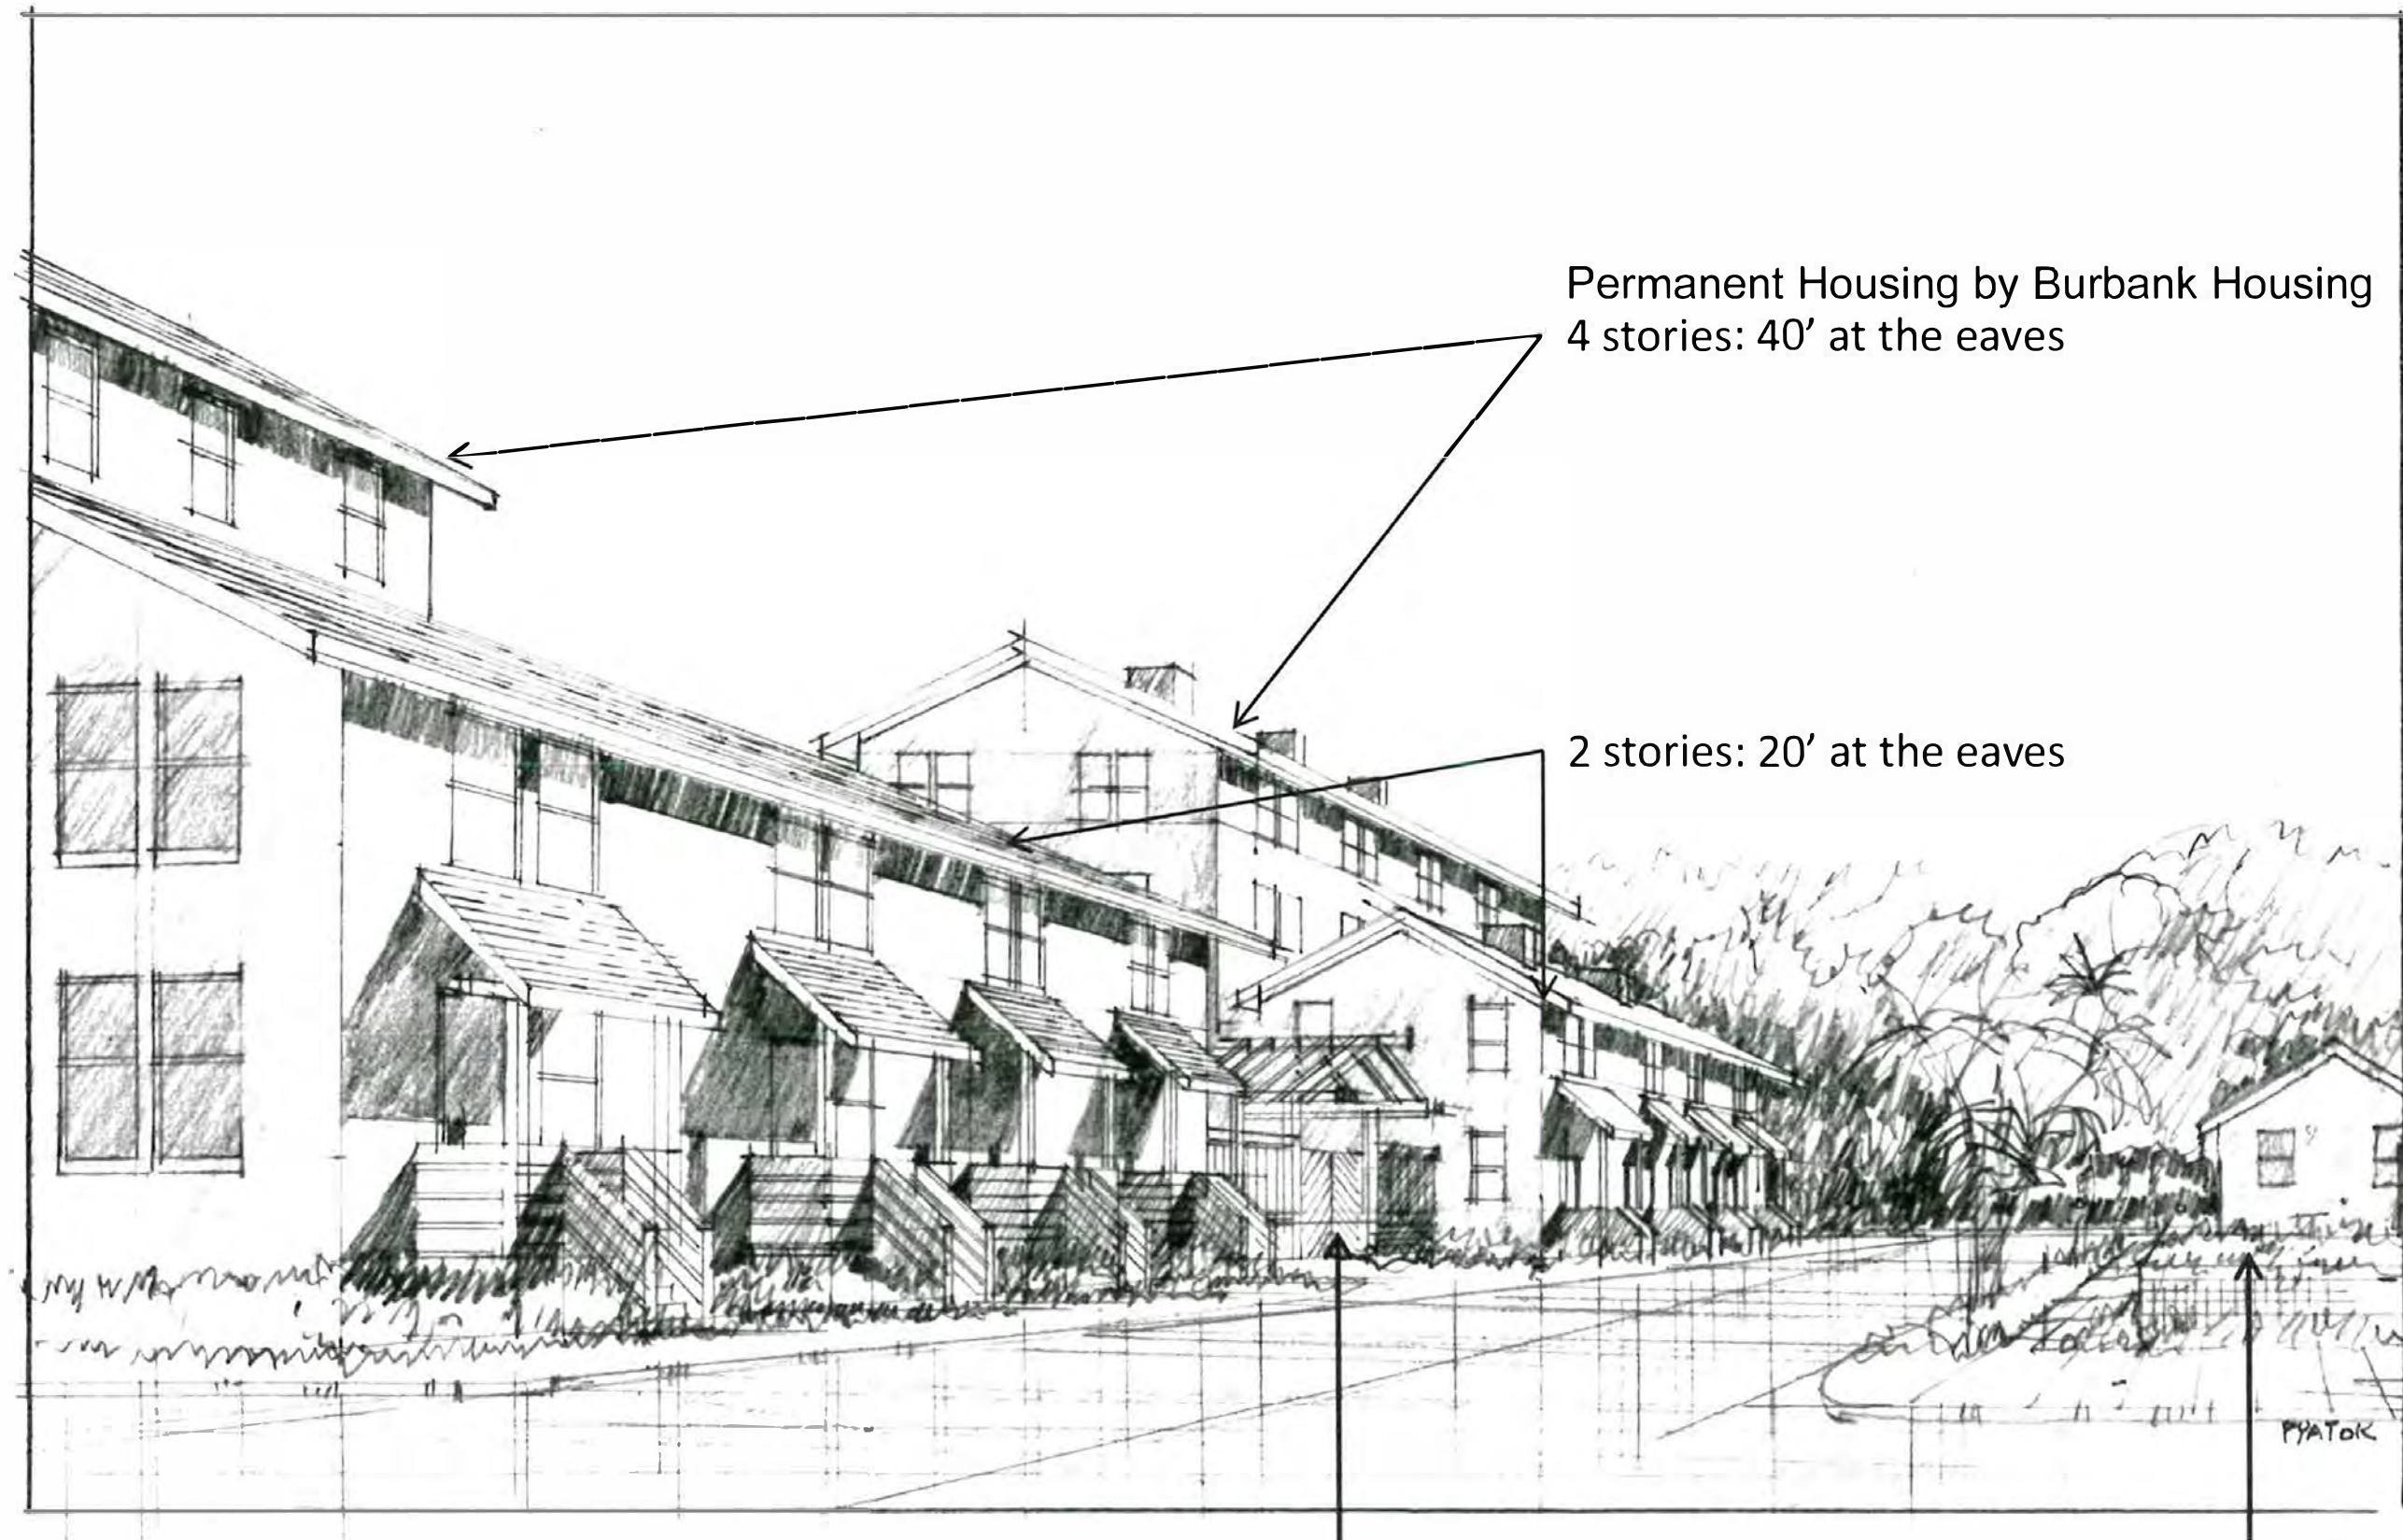 Permanent Housing by Burbank Housing
4 stories: 40’ at the eaves
2 stories: 20’ at the eaves
PYATOK